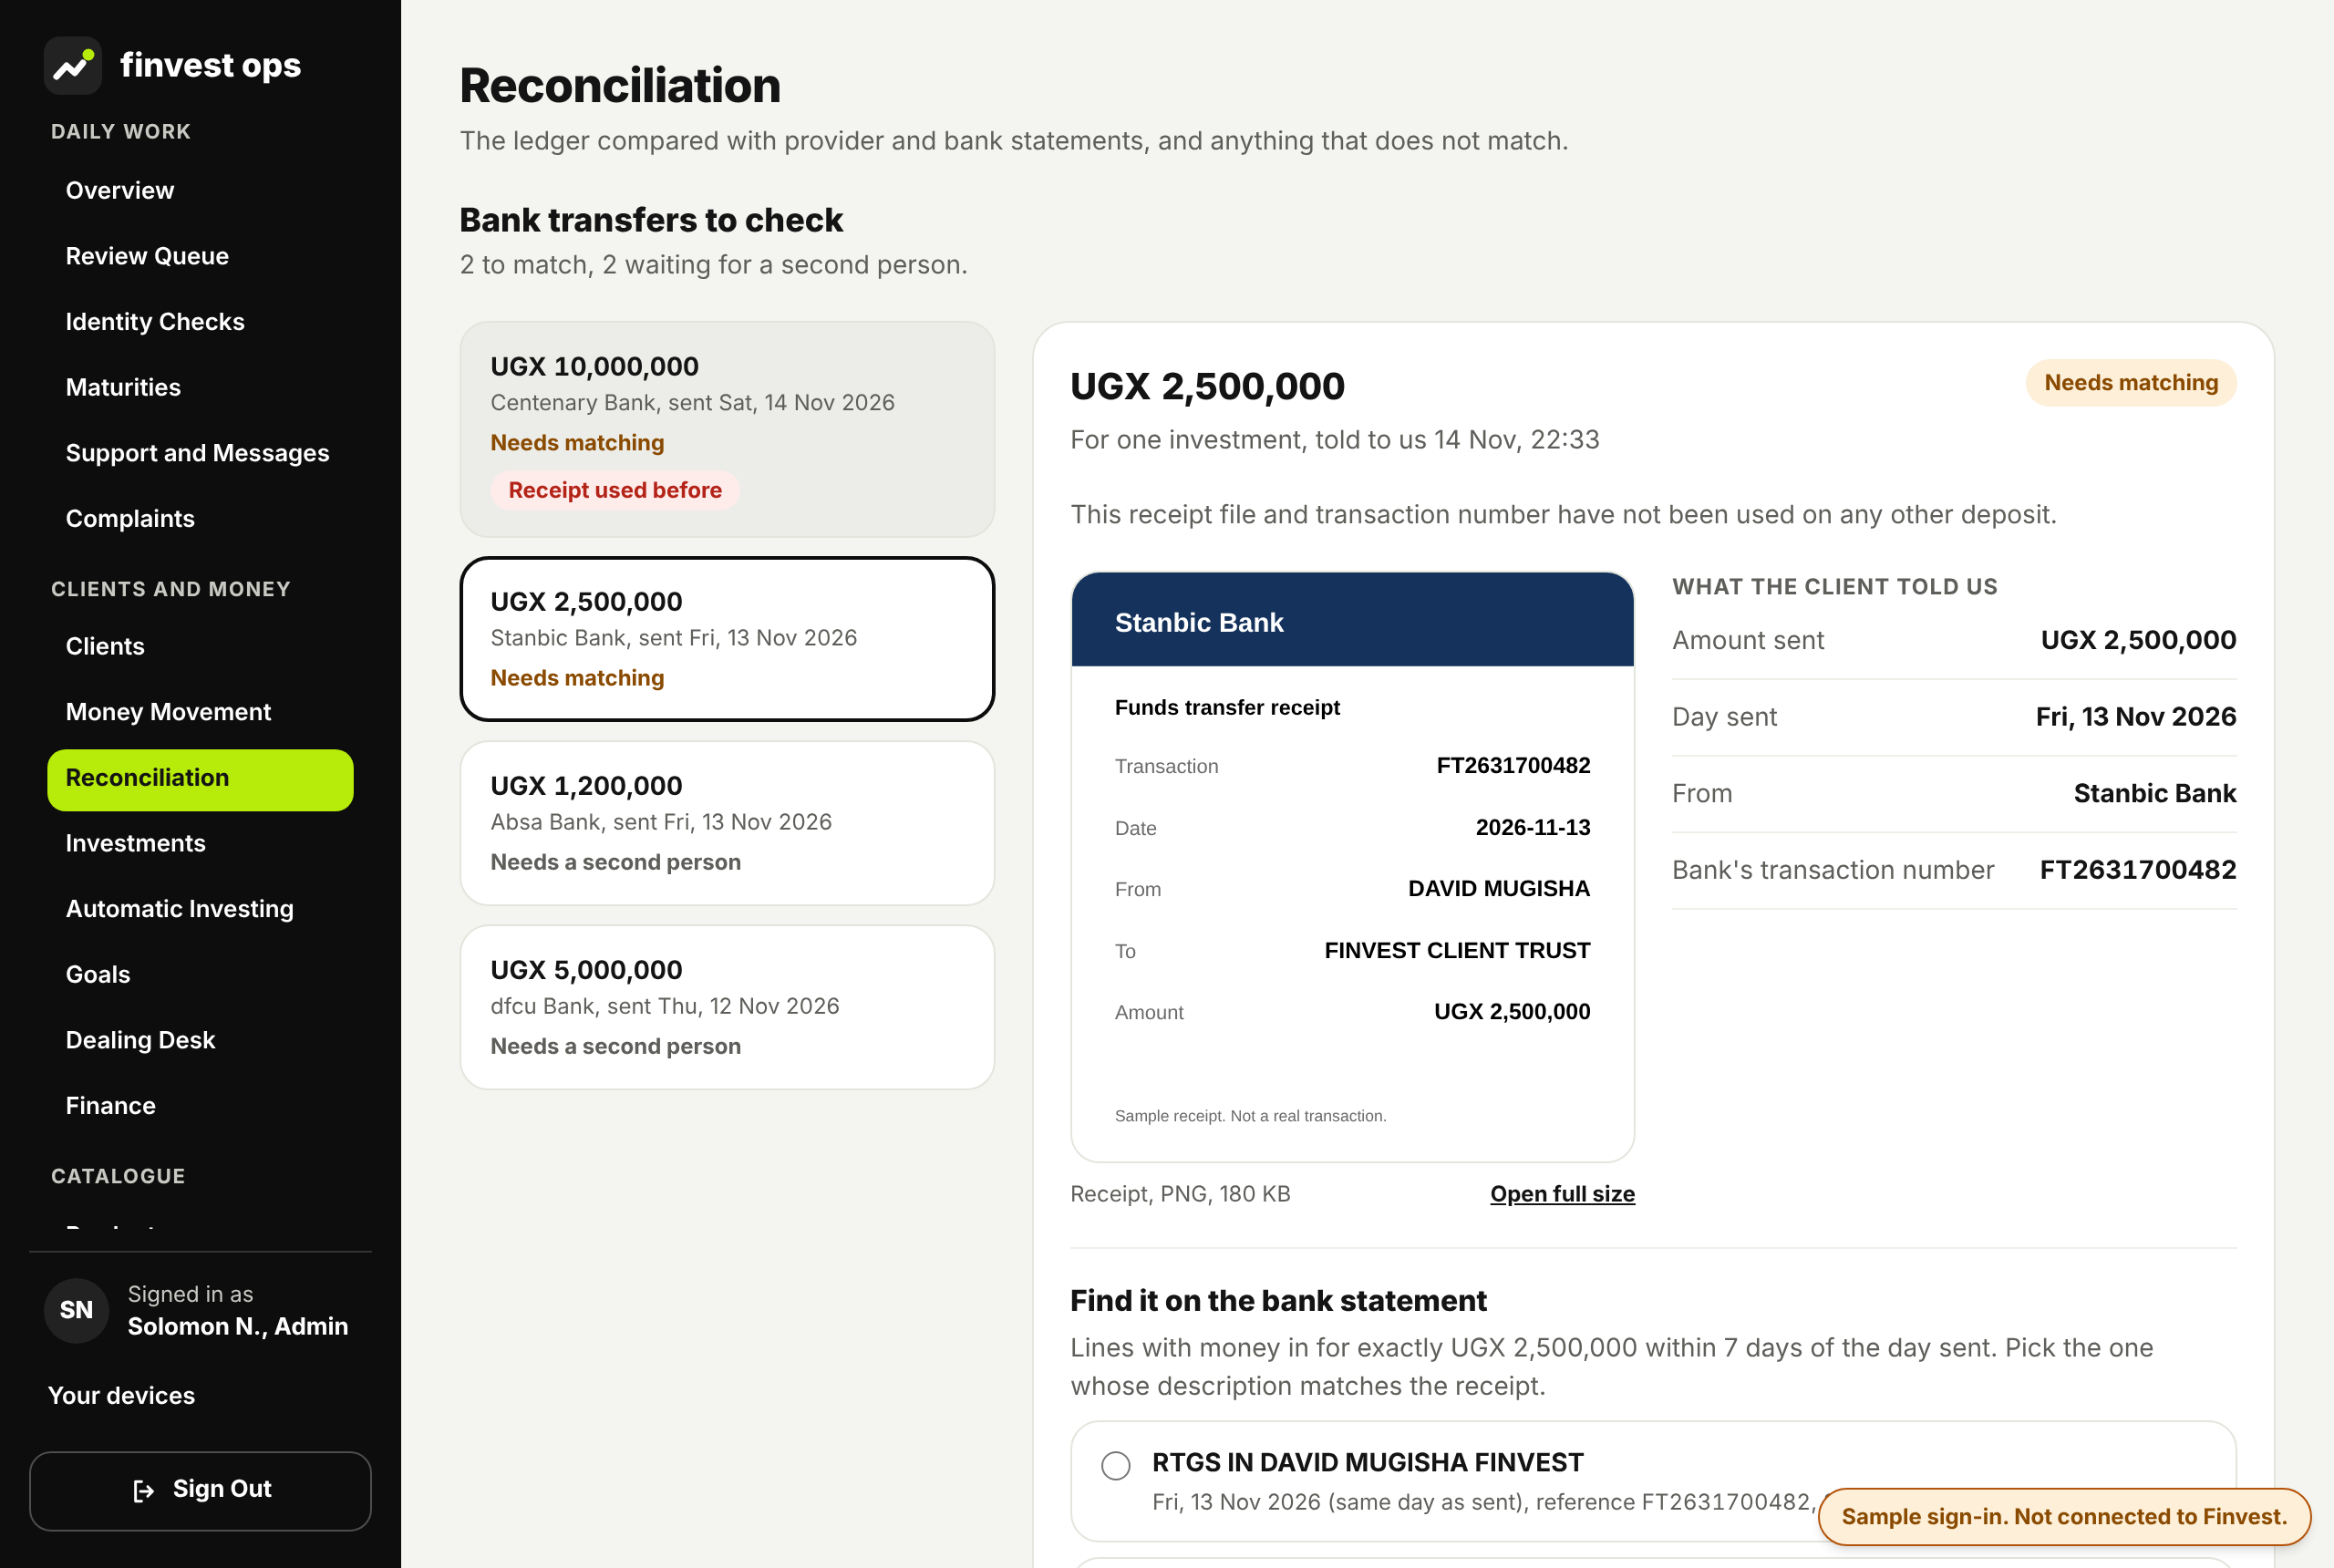 finvest ops
DAILY WORK
Overview
Review Queue
Identity Checks
Maturities
Support and Messages
Complaints
CLIENTS AND MONEY
Clients
Money Movement
Reconciliation
Investments
Automatic Investing
Goals
Dealing Desk
Finance
CATALOGUE
SN
Signed in as
Solomon N., Admin
Your devices
Sign Out
Reconciliation
The ledger compared with provider and bank statements, and anything that does not match.
Bank transfers to check
2 to match, 2 waiting for a second person.
UGX 10,000,000
Centenary Bank, sent Sat, 14 Nov 2026
Needs matching
Receipt used before
UGX 2,500,000
Stanbic Bank, sent Fri, 13 Nov 2026
Needs matching
UGX 1,200,000
Absa Bank, sent Fri, 13 Nov 2026
Needs a second person
UGX 5,000,000
dfcu Bank, sent Thu, 12 Nov 2026
Needs a second person
UGX 2,500,000
Needs matching
For one investment, told to us 14 Nov, 22:33
This receipt file and transaction number have not been used on any other deposit.
Stanbic Bank
Funds transfer receipt
Transaction FT2631700482
Date 2026-11-13
From DAVID MUGISHA
To FINVEST CLIENT TRUST
Amount UGX 2,500,000
Sample receipt. Not a real transaction.
Receipt, PNG, 180 KB
Open full size
WHAT THE CLIENT TOLD US
Amount sent UGX 2,500,000
Day sent Fri, 13 Nov 2026
From Stanbic Bank
Bank's transaction number FT2631700482
Find it on the bank statement
Lines with money in for exactly UGX 2,500,000 within 7 days of the day sent. Pick the one
whose description matches the receipt.
RTGS IN DAVID MUGISHA FINVEST
Fri, 13 Nov 2026 (same day as sent), reference FT2631700482,
Sample sign-in. Not connected to Finvest.